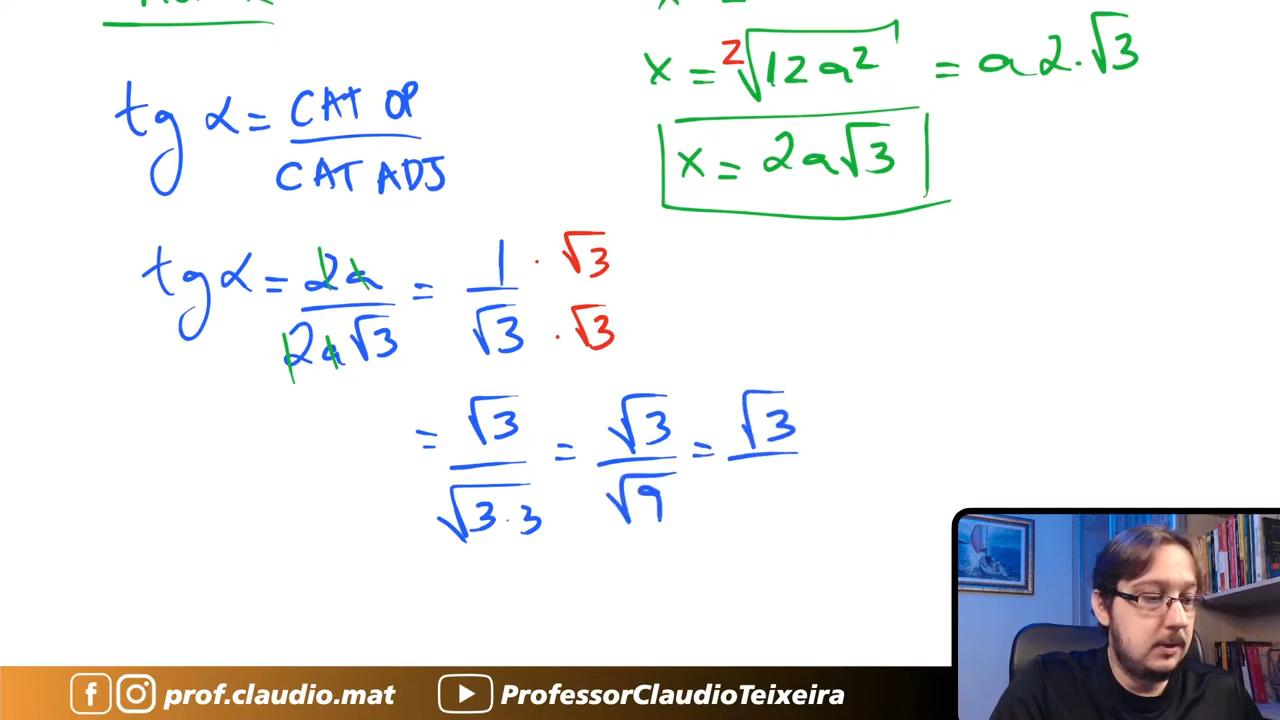 tg α = CAT OP / CAT ADJ
x = ²√12a² = a2·√3
x = 2a√3
tg α = 2a / 2a√3 = 1 / √3 · √3 / · √3
= √3 / √3·3 = √3 / √9 = √3
prof.claudio.mat
ProfessorClaudioTeixeira